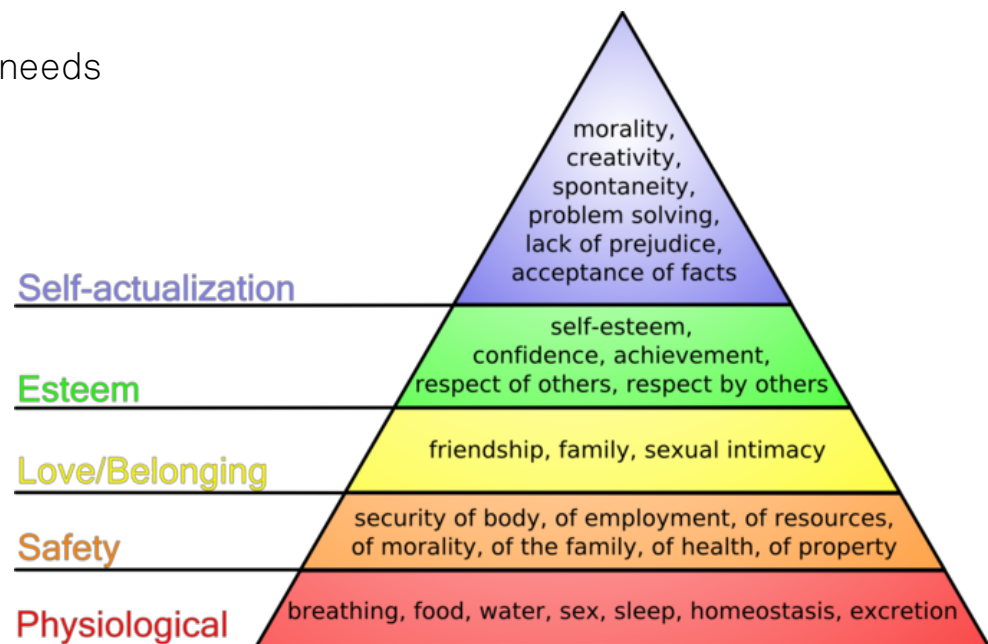 needs
morality,
creativity,
spontaneity,
problem solving,
lack of prejudice,
acceptance of facts
Self-actualization
self-esteem,
confidence, achievement,
respect of others, respect by others
Esteem
friendship, family, sexual intimacy
Love/Belonging
security of body, of employment, of resources,
of morality, of the family, of health, of property
Safety
breathing, food, water, sex, sleep, homeostasis, excretion
Physiological